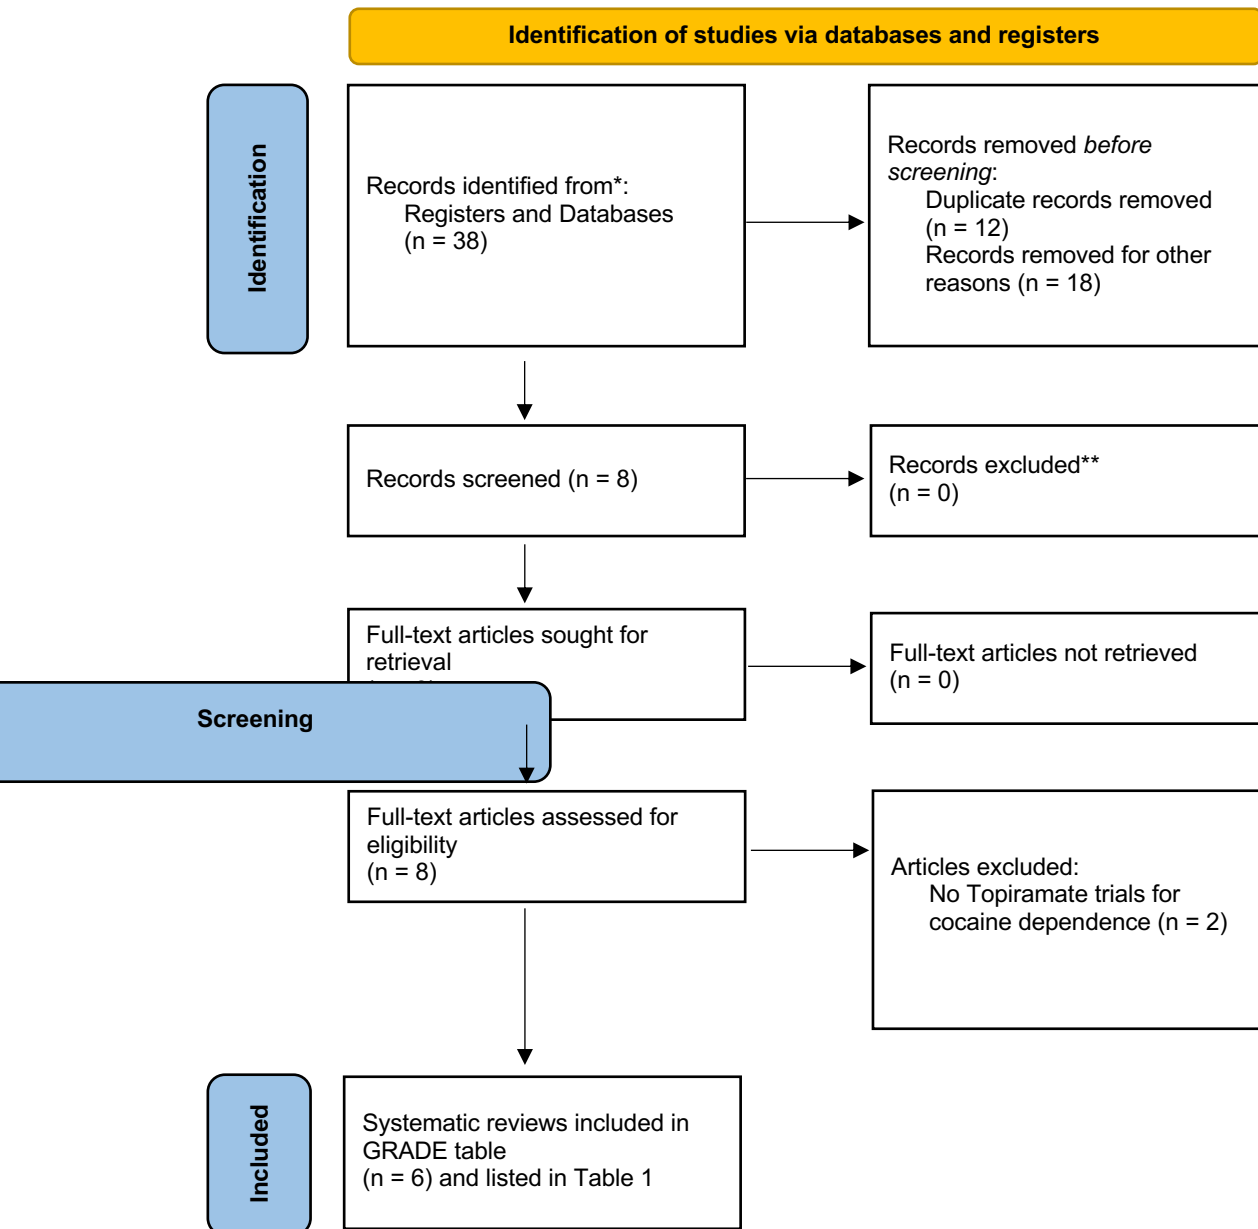 Identification of studies via databases and registers
Identification
Records identified from*:
Registers and Databases
(n = 38)
Records removed before
screening:
Duplicate records removed
(n = 12)
Records removed for other
reasons (n = 18)
Records screened (n = 8)
Records excluded**
(n = 0)
Full-text articles sought for
retrieval
Full-text articles not retrieved
(n = 0)
Screening
Full-text articles assessed for
eligibility
(n = 8)
Articles excluded:
No Topiramate trials for
cocaine dependence (n = 2)
Included
Systematic reviews included in
GRADE table
(n = 6) and listed in Table 1